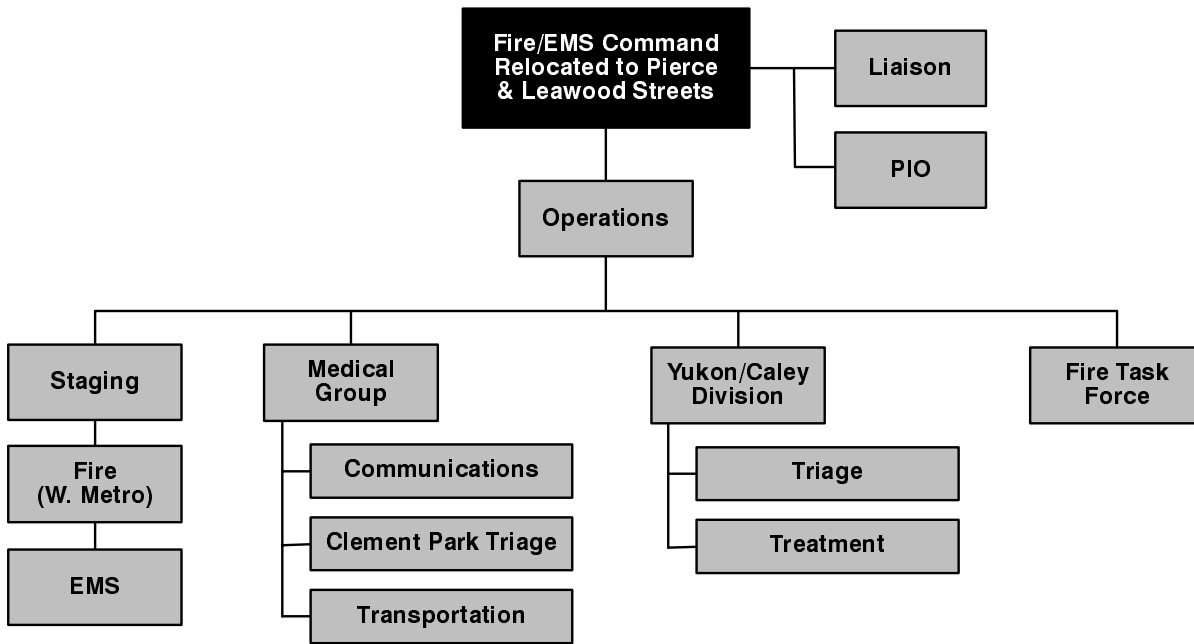 Fire/EMS Command
Relocated to Pierce
& Leawood Streets
Liaison
PIO
Operations
Staging
Medical
Group
Yukon/Caley
Division
Fire Task
Force
Fire
(W. Metro)
Communications
Triage
Clement Park Triage
Treatment
EMS
Transportation